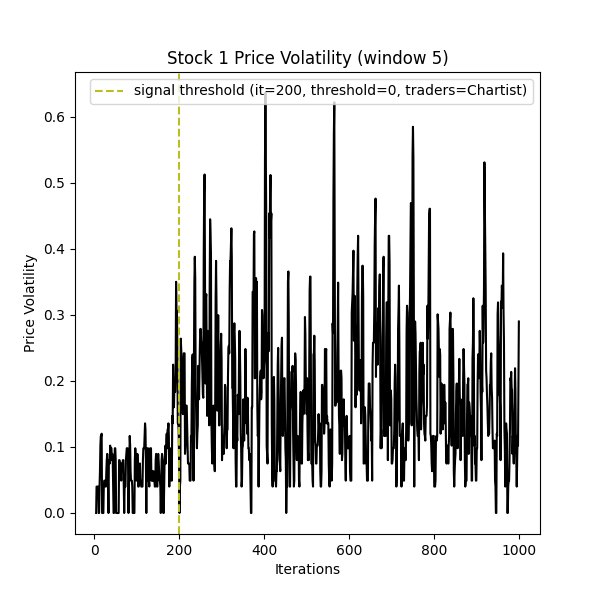 Stock 1 Price Volatility (window 5)
signal threshold (it=200, threshold=0, traders=Chartist)
Price Volatility
0.6
0.5
0.4
0.3
0.2
0.1
0.0
0 200 400 600 800 1000
Iterations